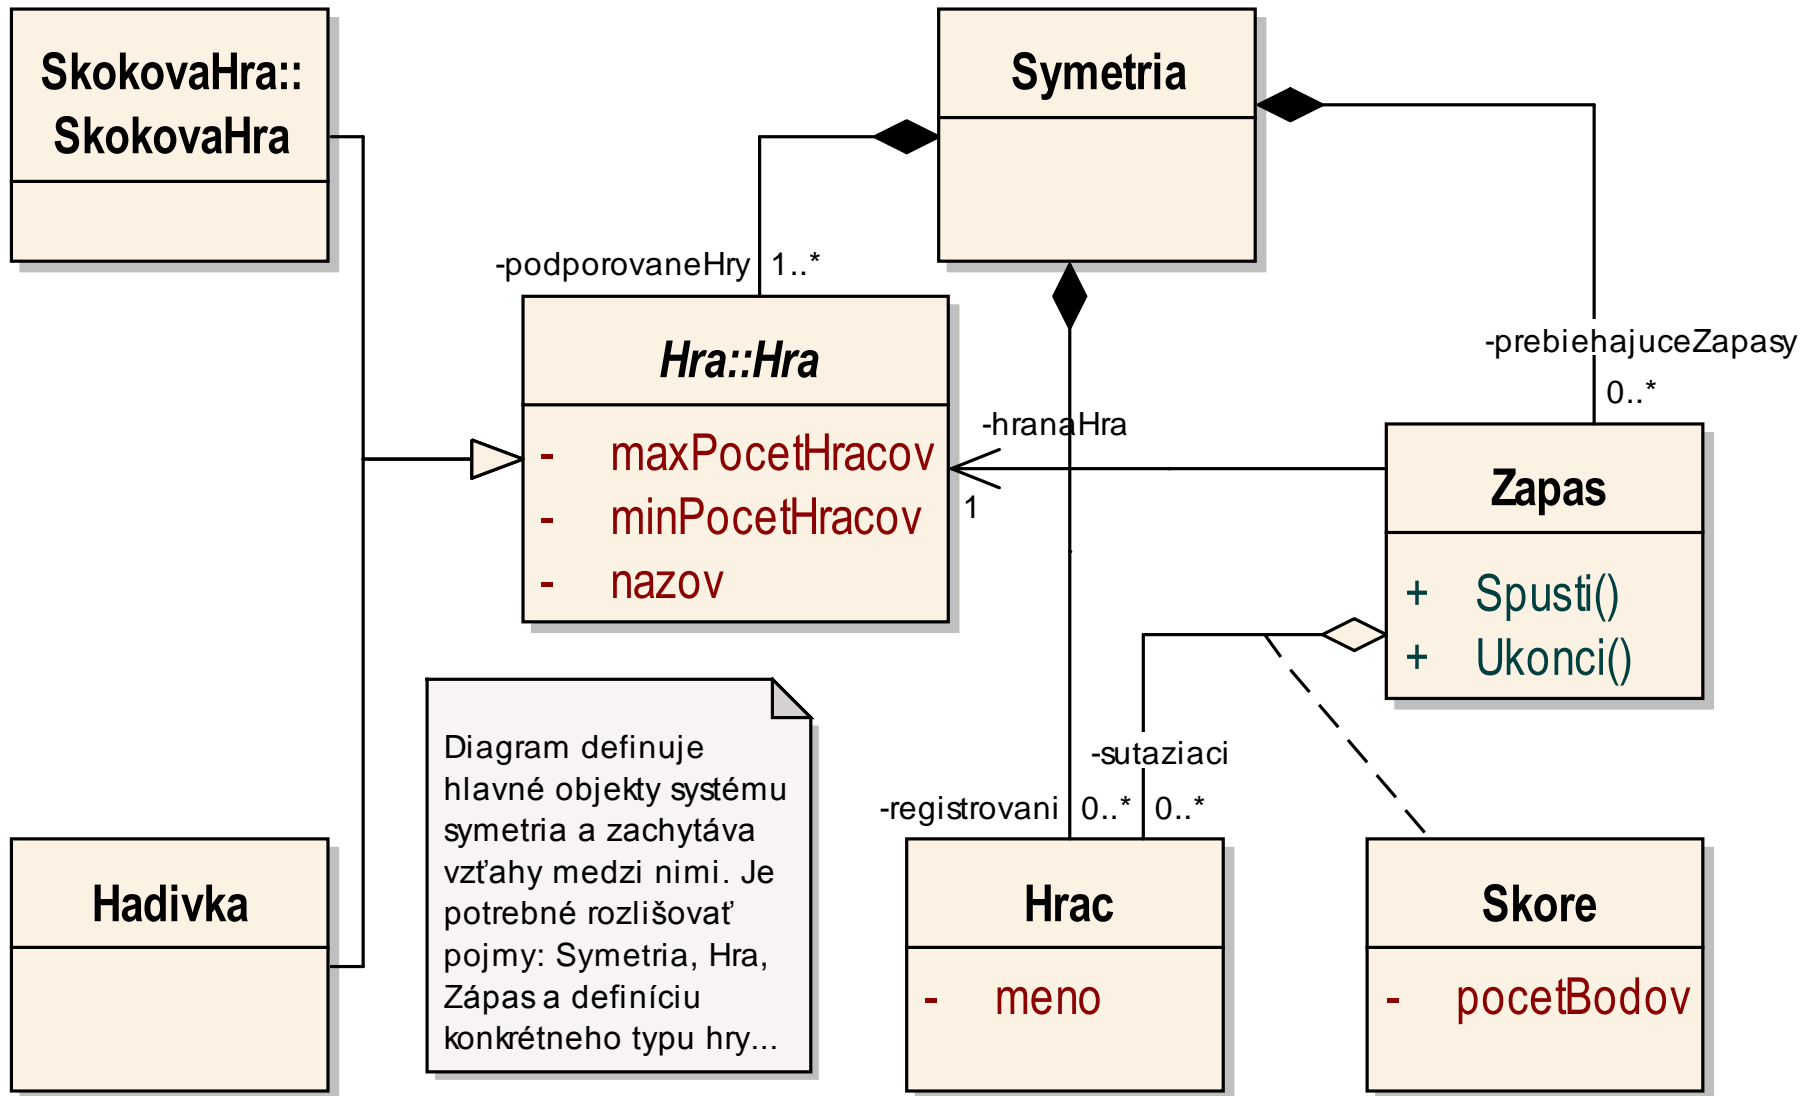 SkokovaHra::
SkokovaHra
Symetria
-podporovaneHry 1..*
-prebiehajuceZapasy
0..*
Hra::Hra
- maxPocetHracov
- minPocetHracov
- nazov
-hranaHra
1
Zapas
+ Spusti()
+ Ukonci()
Diagram definuje
hlavné objekty systému
symetria a zachytáva
vzťahy medzi nimi. Je
potrebné rozlišovať
pojmy: Symetria, Hra,
Zápas a definíciu
konkrétneho typu hry...
-sutaziaci
-registrovani 0..* 0..*
Hadivka
Hrac
- meno
Skore
- pocetBodov